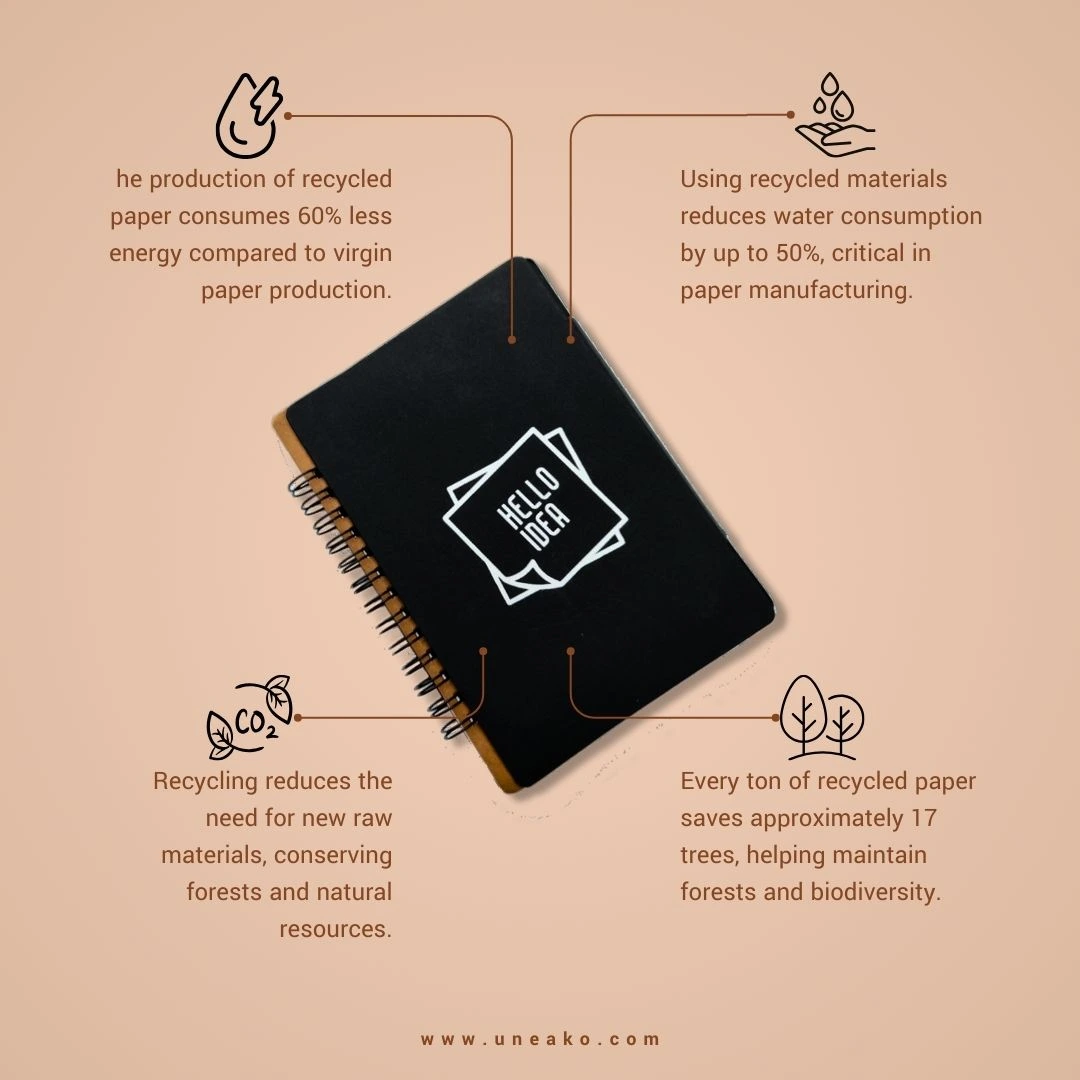 he production of recycled
paper consumes 60% less
energy compared to virgin
paper production.
Using recycled materials
reduces water consumption
by up to 50%, critical in
paper manufacturing.
HELLO
IDEA
CO₂
Recycling reduces the
need for new raw
materials, conserving
forests and natural
resources.
Every ton of recycled paper
saves approximately 17
trees, helping maintain
forests and biodiversity.
www.uneako.com